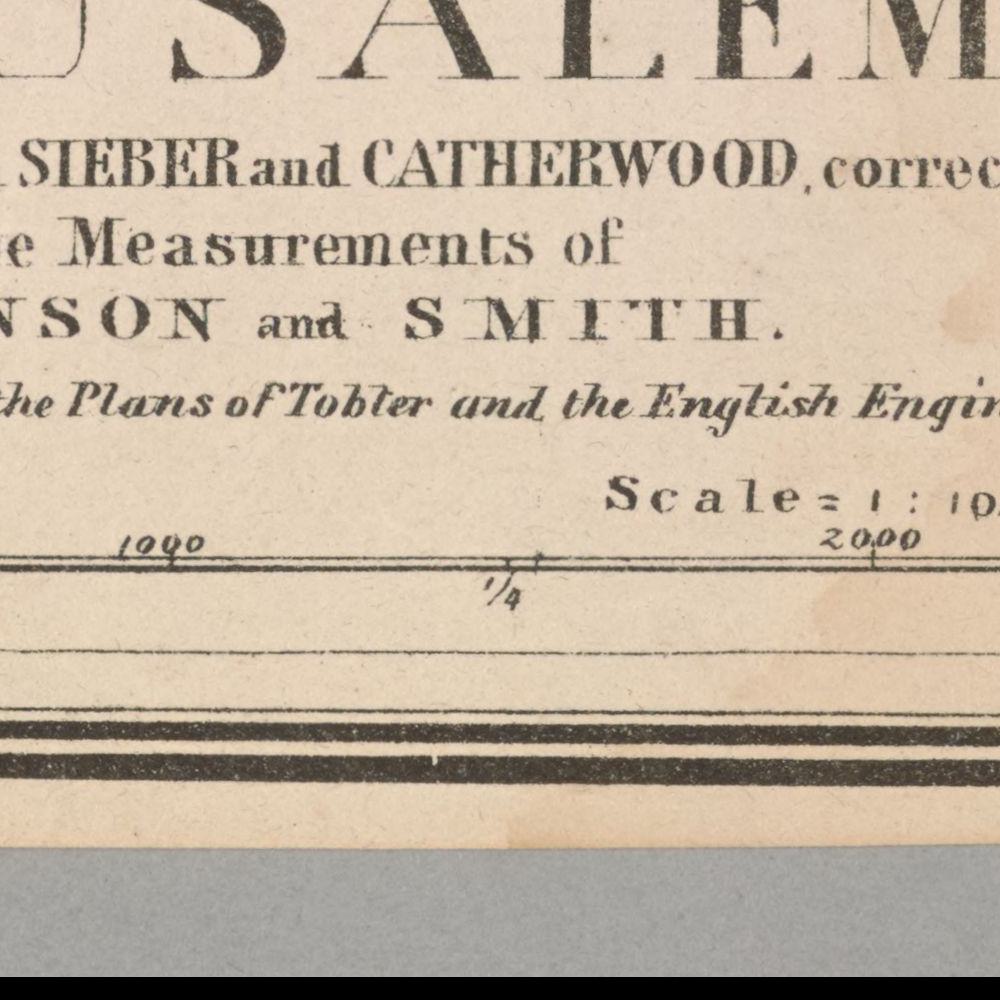 USALEM
SIEBER and CATHERWOOD, correc
e Measurements of
NSON and SMITH.
the Plans of Tobler and the English Engin
Scale = 1 : 10
1000 2000
1/4